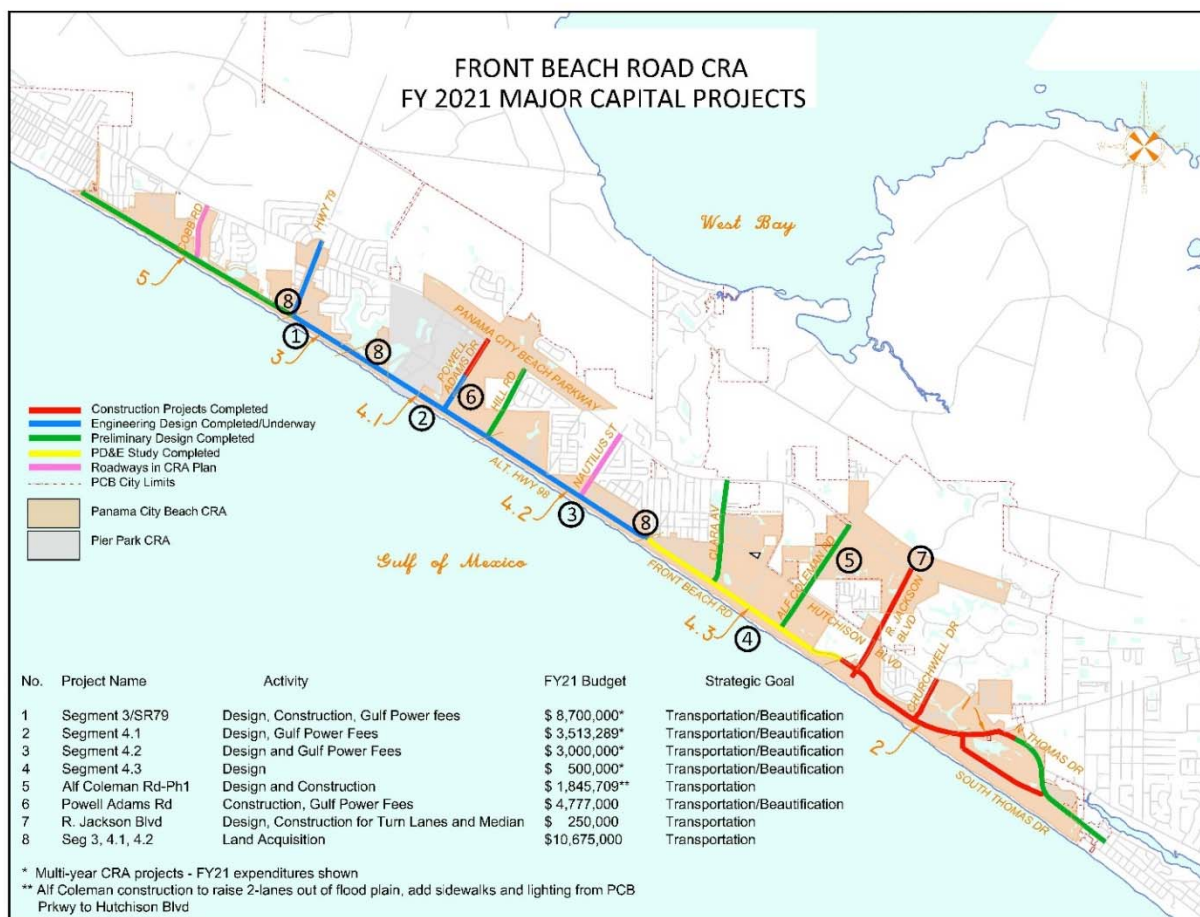 FRONT BEACH ROAD CRA
FY 2021 MAJOR CAPITAL PROJECTS
West Bay
Gulf of Mexico
COBB RD
HWY 79
5
8
1
3
8
PANAMA CITY BEACH PARKWAY
POWELL
ADAMS DR
6
HILL RD
4.1
2
ALT. HWY 98
NAUTILUS ST
4.2
3
8
CLARA AV
FRONT BEACH RD
4.3
4
ALF COLEMAN RD
5
HUTCHISON
BLVD
R. JACKSON
BLVD
7
CHURCHWELL DR
2
1
N. THOMAS DR
SOUTH THOMAS DR
Construction Projects Completed
Engineering Design Completed/Underway
Preliminary Design Completed
PD&E Study Completed
Roadways in CRA Plan
PCB City Limits
Panama City Beach CRA
Pier Park CRA
No. Project Name Activity FY21 Budget Strategic Goal
1 Segment 3/SR79 Design, Construction, Gulf Power fees $ 8,700,000* Transportation/Beautification
2 Segment 4.1 Design, Gulf Power Fees $ 3,513,289* Transportation/Beautification
3 Segment 4.2 Design and Gulf Power Fees $ 3,000,000* Transportation/Beautification
4 Segment 4.3 Design $ 500,000* Transportation/Beautification
5 Alf Coleman Rd-Ph1 Design and Construction $ 1,845,709** Transportation
6 Powell Adams Rd Construction, Gulf Power Fees $ 4,777,000 Transportation/Beautification
7 R. Jackson Blvd Design, Construction for Turn Lanes and Median $ 250,000 Transportation
8 Seg 3, 4.1, 4.2 Land Acquisition $10,675,000 Transportation
* Multi-year CRA projects - FY21 expenditures shown
** Alf Coleman construction to raise 2-lanes out of flood plain, add sidewalks and lighting from PCB
Prkwy to Hutchison Blvd